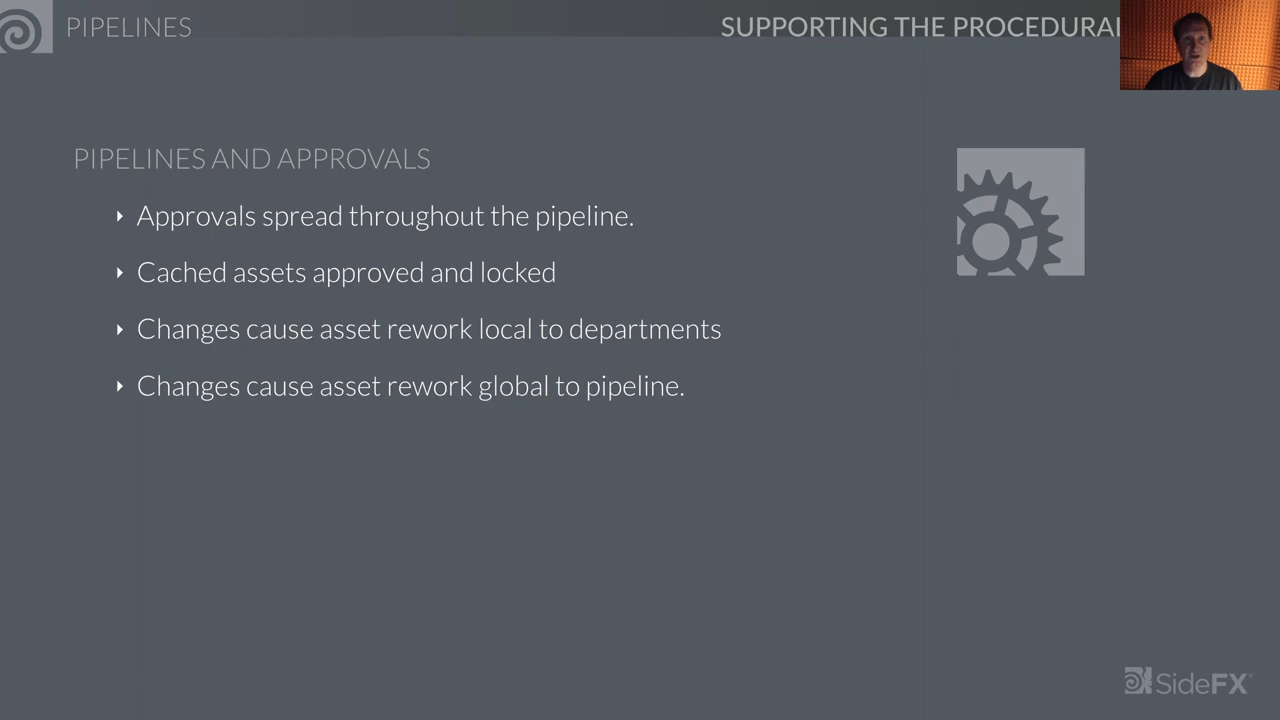 PIPELINES
SUPPORTING THE PROCEDURAL
PIPELINES AND APPROVALS
Approvals spread throughout the pipeline.
Cached assets approved and locked
Changes cause asset rework local to departments
Changes cause asset rework global to pipeline.
SideFX